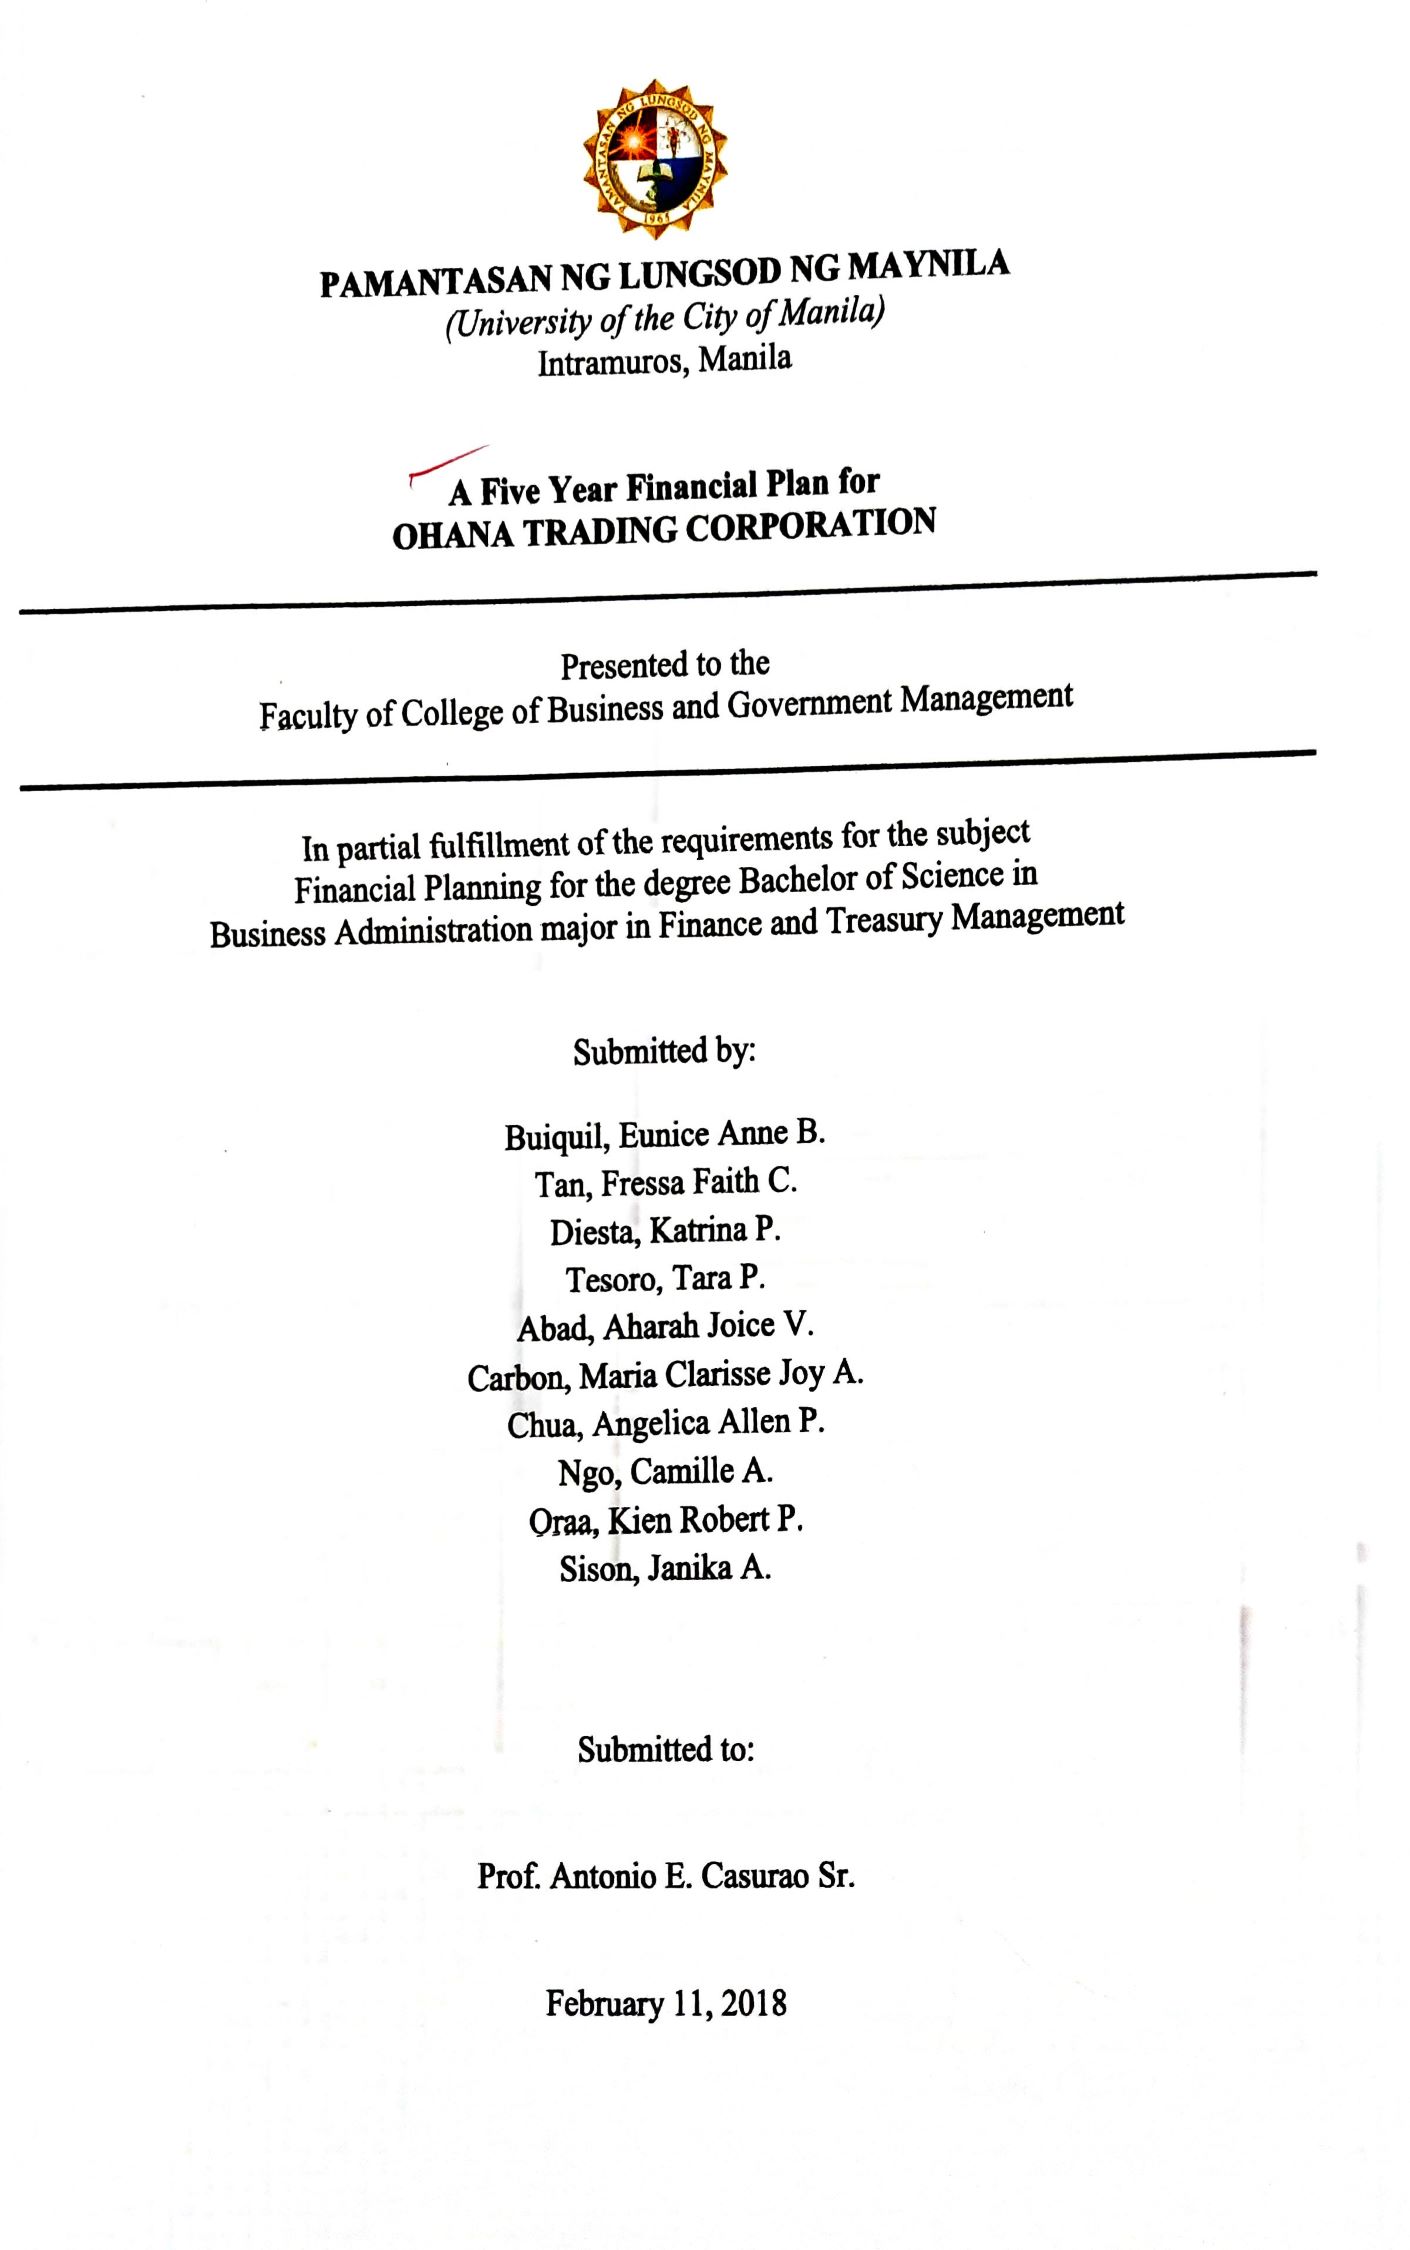 PAMANTASAN NG LUNGSOD NG MAYNILA
1965
PAMANTASAN NG LUNGSOD NG MAYNILA
(University of the City of Manila)
Intramuros, Manila
A Five Year Financial Plan for
OHANA TRADING CORPORATION
Presented to the
Faculty of College of Business and Government Management
In partial fulfillment of the requirements for the subject
Financial Planning for the degree Bachelor of Science in
Business Administration major in Finance and Treasury Management
Submitted by:
Buiquil, Eunice Anne B.
Tan, Fressa Faith C.
Diesta, Katrina P.
Tesoro, Tara P.
Abad, Aharah Joice V.
Carbon, Maria Clarisse Joy A.
Chua, Angelica Allen P.
Ngo, Camille A.
Oraa, Kien Robert P.
Sison, Janika A.
Submitted to:
Prof. Antonio E. Casurao Sr.
February 11, 2018